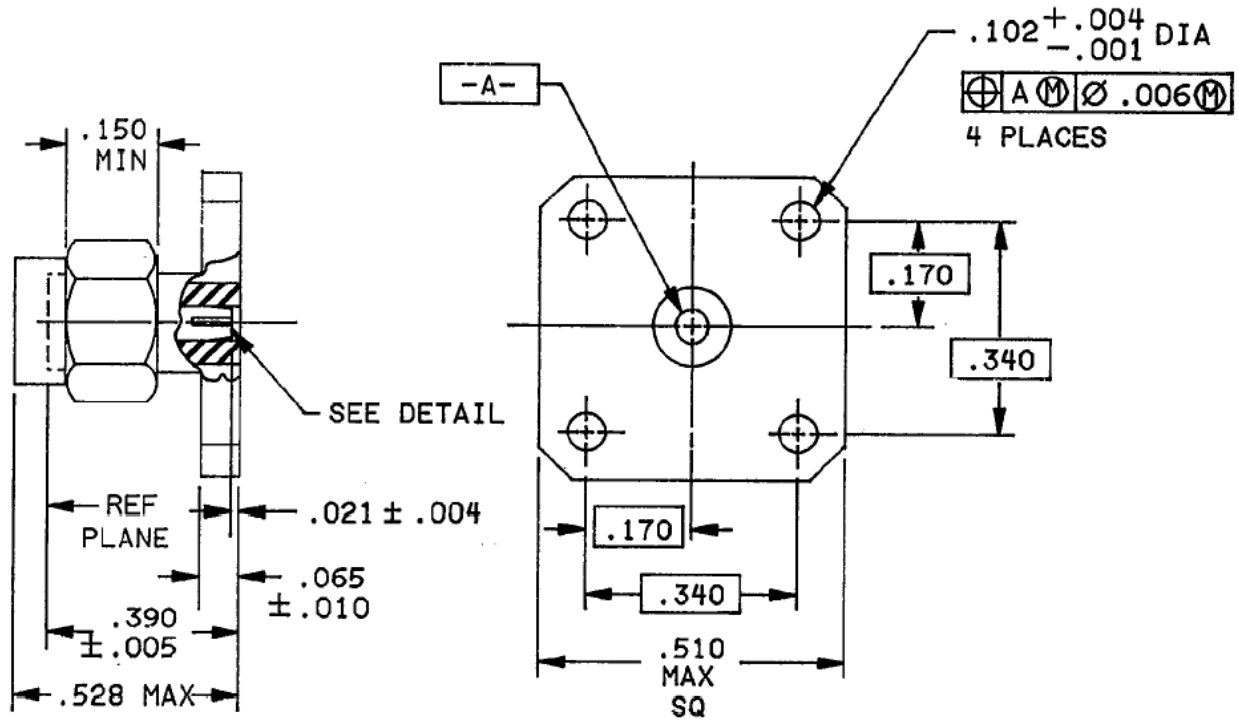 .102 +.004 -.001 DIA
⌖ A Ⓜ Ø .006 Ⓜ
4 PLACES
-A-
.150
MIN
.170
.340
SEE DETAIL
REF
PLANE
.021 ± .004
.170
.065
± .010
.340
.390
± .005
.510
MAX
SQ
.528 MAX